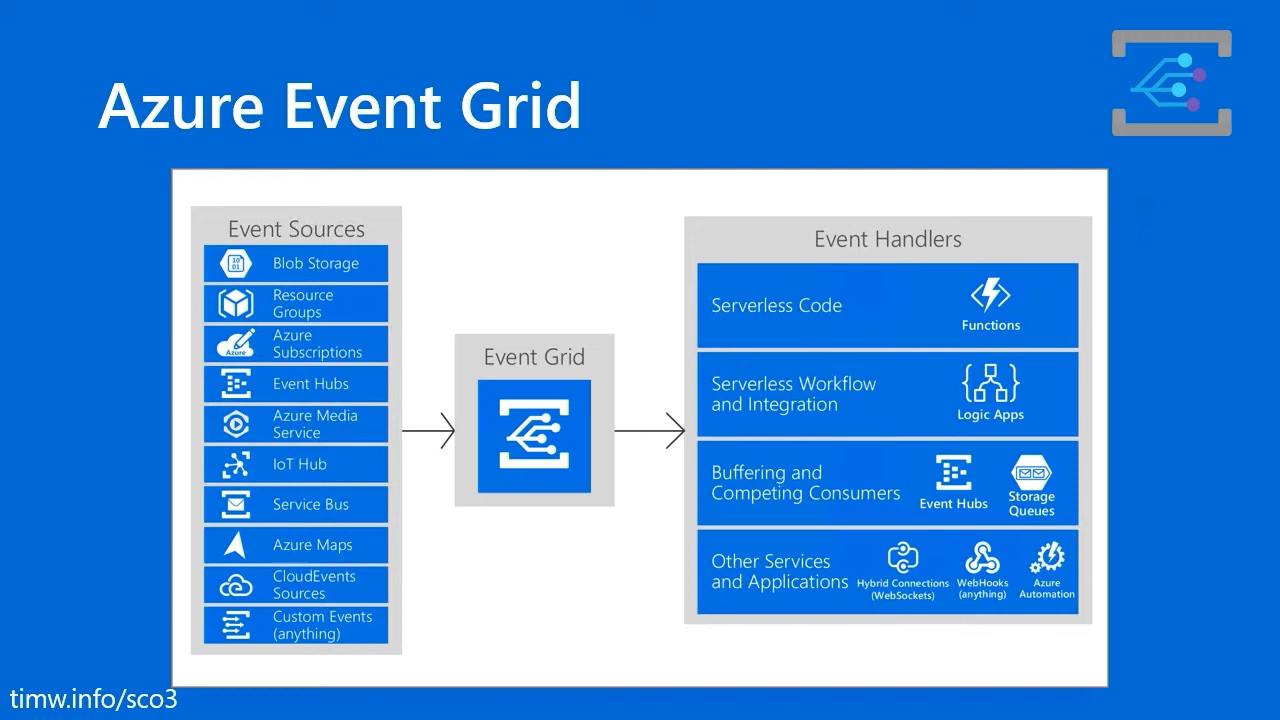 Azure Event Grid
Event Sources
Blob Storage
Resource
Groups
Azure
Azure
Subscriptions
Event Hubs
Azure Media
Service
IoT Hub
Service Bus
Azure Maps
CloudEvents
Sources
Custom Events
(anything)
Event Grid
Event Handlers
Serverless Code
Functions
Serverless Workflow
and Integration
Logic Apps
Buffering and
Competing Consumers
Event Hubs
Storage
Queues
Other Services
and Applications
Hybrid Connections
(WebSockets)
WebHooks
(anything)
Azure
Automation
timw.info/sco3